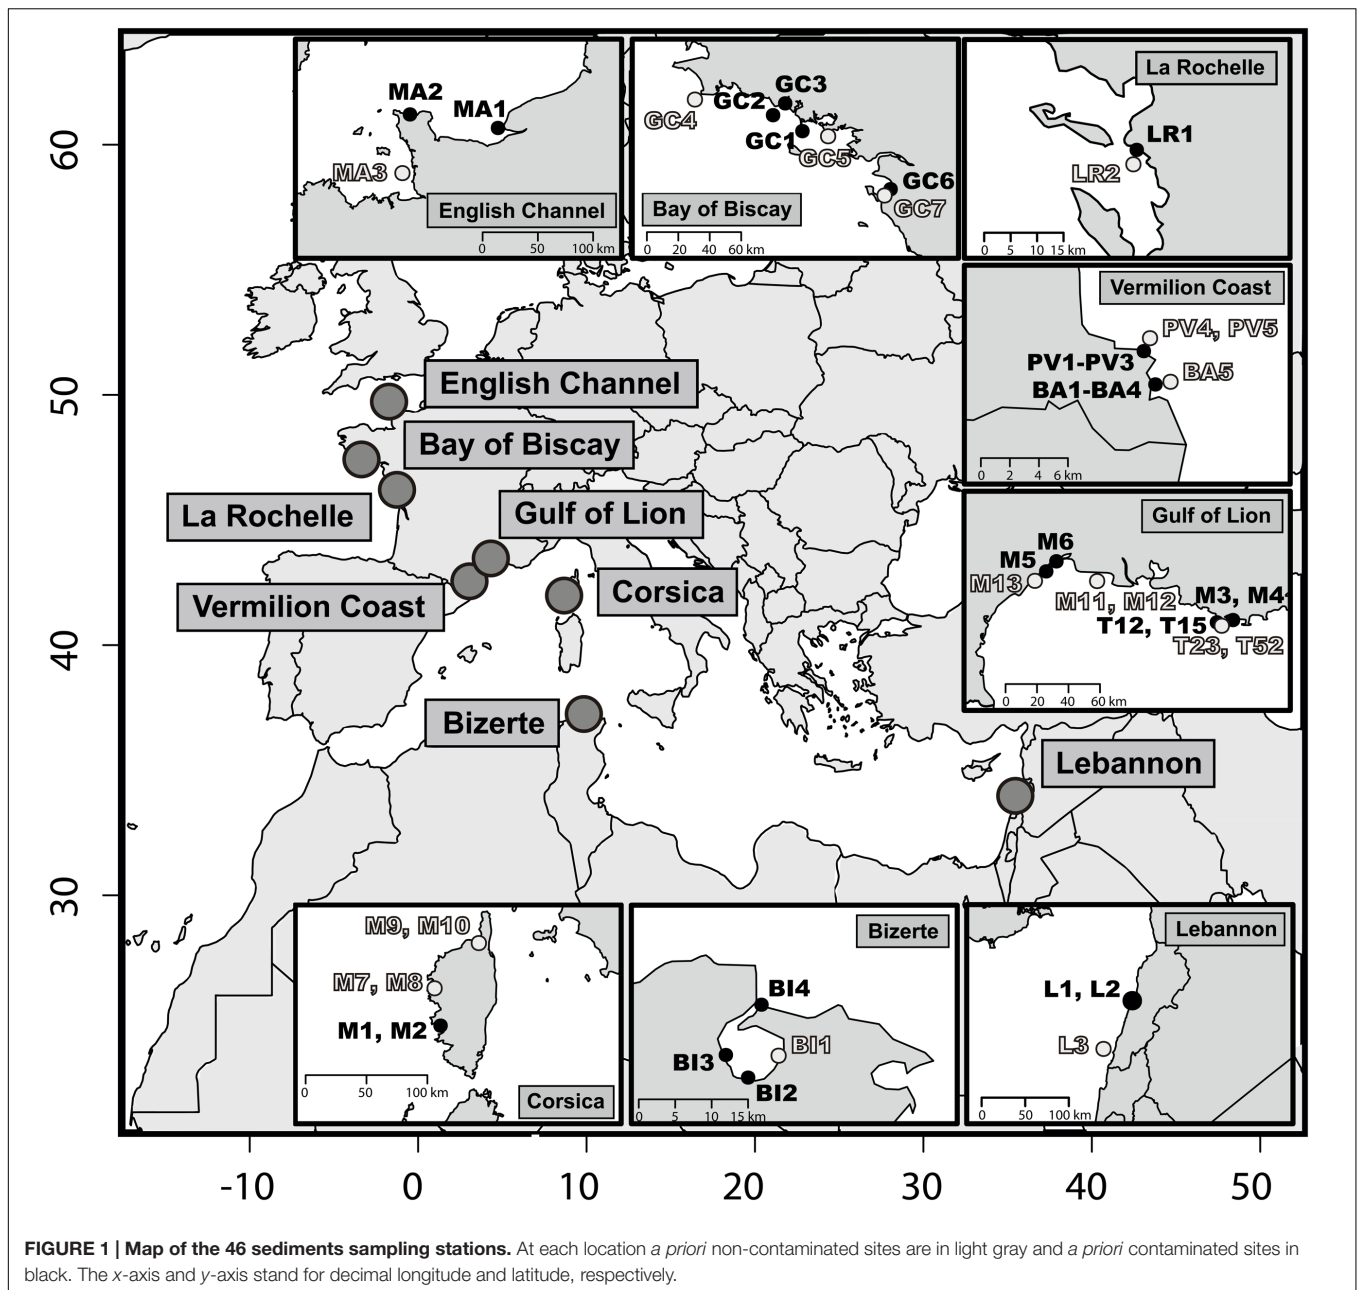 MA2
MA1
MA3
English Channel
0 50 100 km
GC3
GC2
GC4
GC1
GC5
GC6
GC7
Bay of Biscay
0 20 40 60 km
La Rochelle
LR1
LR2
0 5 10 15 km
Vermilion Coast
PV4, PV5
PV1-PV3
BA5
BA1-BA4
0 2 4 6 km
Gulf of Lion
M6
M5
M13
M11, M12
M3, M4
T12, T15
T23, T52
0 20 40 60 km
60
50
40
30
English Channel
Bay of Biscay
La Rochelle
Gulf of Lion
Vermilion Coast
Corsica
Bizerte
Lebannon
M9, M10
M7, M8
M1, M2
0 50 100 km
Corsica
Bizerte
BI4
BI1
BI3
BI2
0 5 10 15 km
Lebannon
L1, L2
L3
0 50 100 km
-10 0 10 20 30 40 50
FIGURE 1 | Map of the 46 sediments sampling stations. At each location a priori non-contaminated sites are in light gray and a priori contaminated sites in
black. The x-axis and y-axis stand for decimal longitude and latitude, respectively.